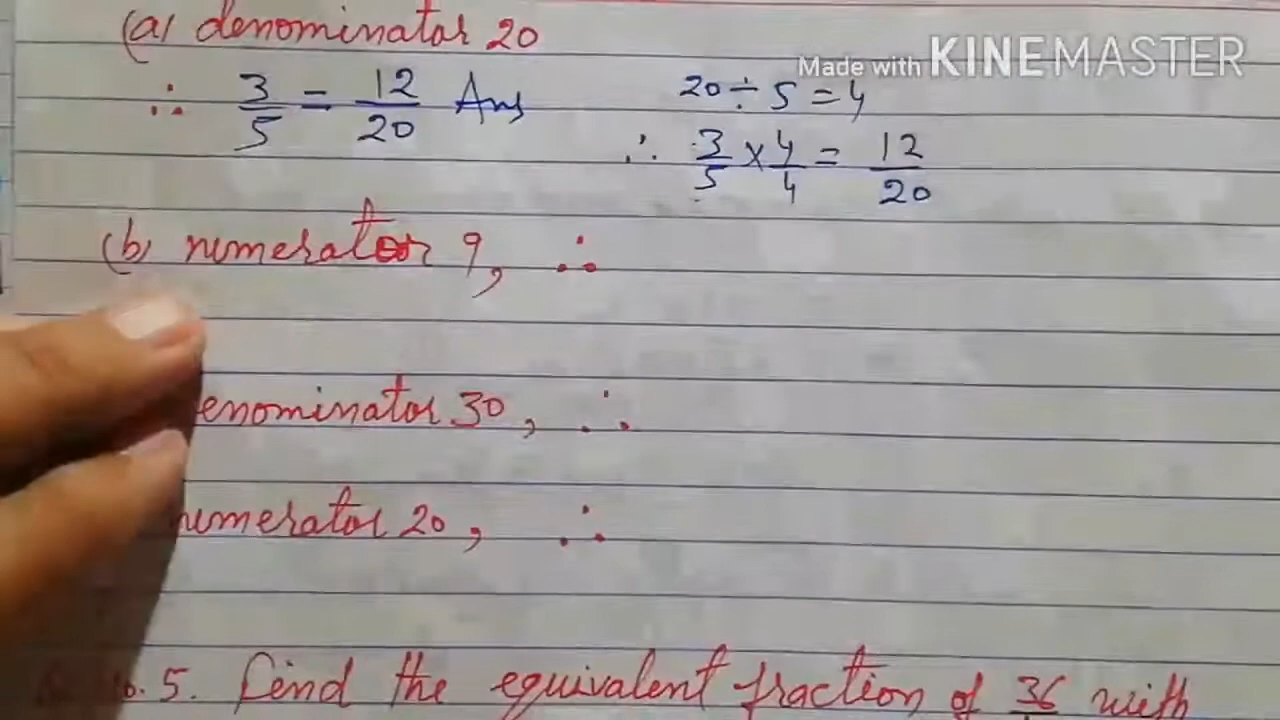 (a) denominator 20
Made with KINEMASTER
∴ 3/5 = 12/20 Ans
20 ÷ 5 = 4
∴ 3/5 × 4/4 = 12/20
(b) numerator 9, ∴
enominator 30, ∴
numerator 20, ∴
5. Find the equivalent fraction of 36 with